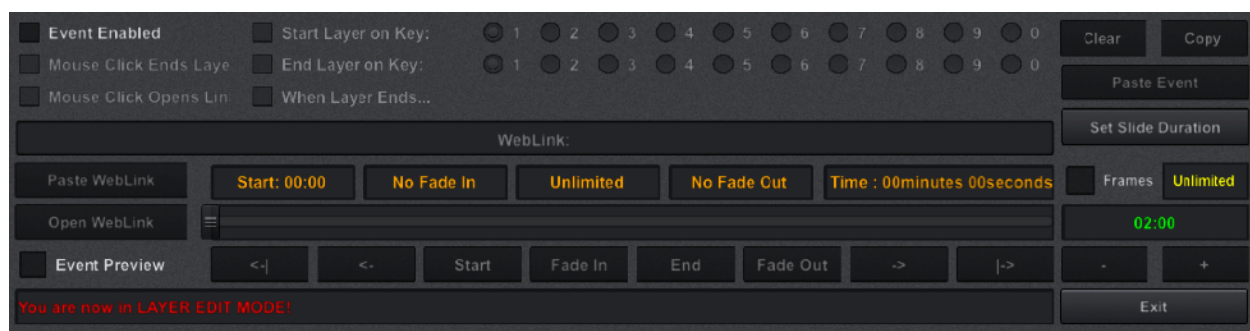 Event Enabled Start Layer on Key: 1 2 3 4 5 6 7 8 9 0 Clear Copy
Mouse Click Ends Laye End Layer on Key: 1 2 3 4 5 6 7 8 9 0
Mouse Click Opens Lin When Layer Ends... Paste Event
WebLink: Set Slide Duration
Paste WebLink Start: 00:00 No Fade In Unlimited No Fade Out Time : 00minutes 00seconds Frames Unlimited
Open WebLink 02:00
Event Preview <-| <- Start Fade In End Fade Out -> |-> - +
You are now in LAYER EDIT MODE! Exit